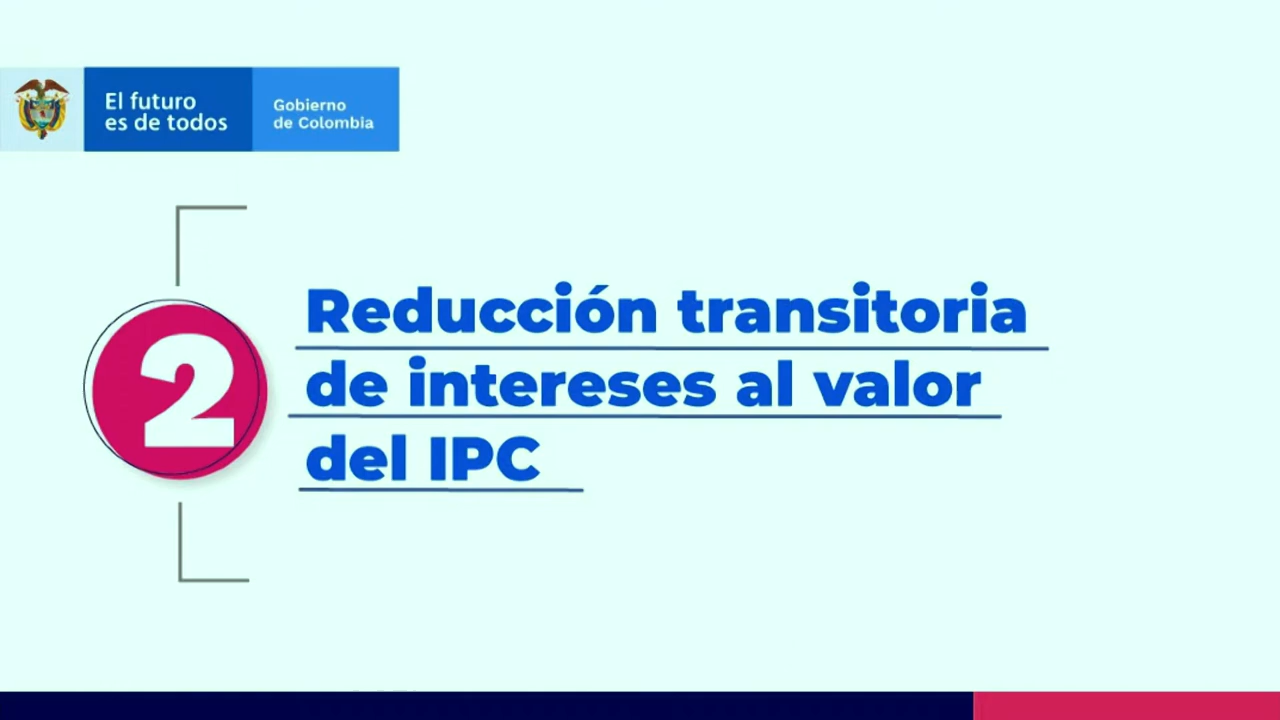 El futuro
es de todos
Gobierno
de Colombia
2
Reducción transitoria
de intereses al valor
del IPC